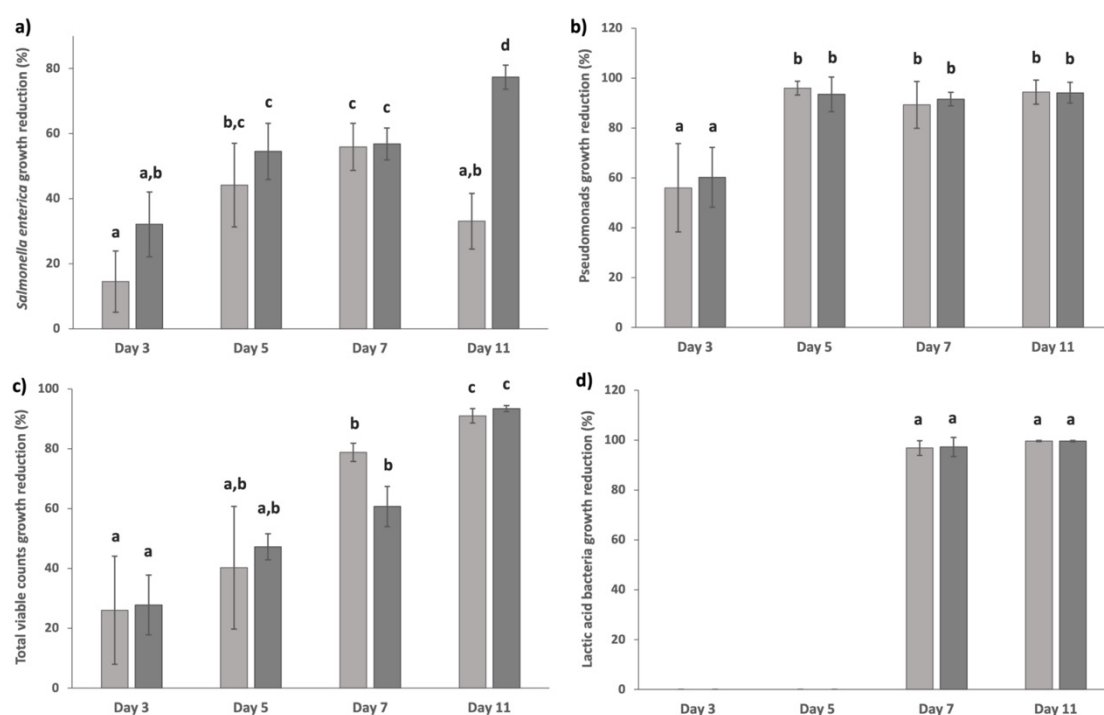 a)
Salmonella enterica growth reduction (%)
80
60
40
20
0
a
a,b
b,c
c
c
c
a,b
d
Day 3
Day 5
Day 7
Day 11
b)
Pseudomonads growth reduction (%)
120
100
80
60
40
20
0
a
a
b
b
b
b
b
b
Day 3
Day 5
Day 7
Day 11
c)
Total viable counts growth reduction (%)
100
80
60
40
20
0
a
a
a,b
a,b
b
b
c
c
Day 3
Day 5
Day 7
Day 11
d)
Lactic acid bacteria growth reduction (%)
120
100
80
60
40
20
0
a
a
a
a
Day 3
Day 5
Day 7
Day 11